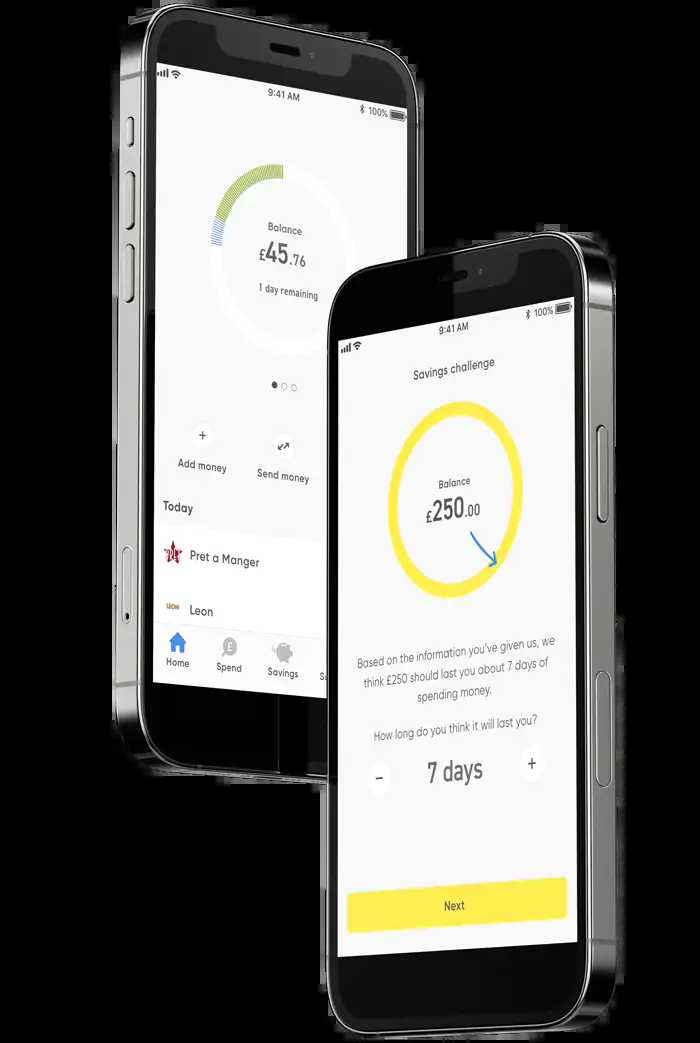 9:41 AM
100%
Balance
£45.76
1 day remaining
Add money
Send money
Today
PRET
Pret a Manger
LEON
Leon
Home
Spend
Savings
9:41 AM
100%
Savings challenge
Balance
£250.00
Based on the information you've given us, we
think £250 should last you about 7 days of
spending money.
How long do you think it will last you?
- 7 days +
Next